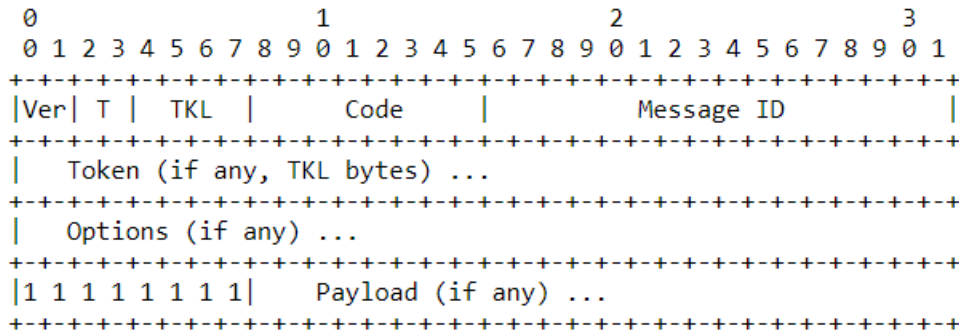 0                   1                   2                   3
 0 1 2 3 4 5 6 7 8 9 0 1 2 3 4 5 6 7 8 9 0 1 2 3 4 5 6 7 8 9 0 1
+-+-+-+-+-+-+-+-+-+-+-+-+-+-+-+-+-+-+-+-+-+-+-+-+-+-+-+-+-+-+-+-+
|Ver| T |  TKL  |      Code     |          Message ID           |
+-+-+-+-+-+-+-+-+-+-+-+-+-+-+-+-+-+-+-+-+-+-+-+-+-+-+-+-+-+-+-+-+
|   Token (if any, TKL bytes) ...
+-+-+-+-+-+-+-+-+-+-+-+-+-+-+-+-+-+-+-+-+-+-+-+-+-+-+-+-+-+-+-+-+
|   Options (if any) ...
+-+-+-+-+-+-+-+-+-+-+-+-+-+-+-+-+-+-+-+-+-+-+-+-+-+-+-+-+-+-+-+-+
|1 1 1 1 1 1 1 1|    Payload (if any) ...
+-+-+-+-+-+-+-+-+-+-+-+-+-+-+-+-+-+-+-+-+-+-+-+-+-+-+-+-+-+-+-+-+